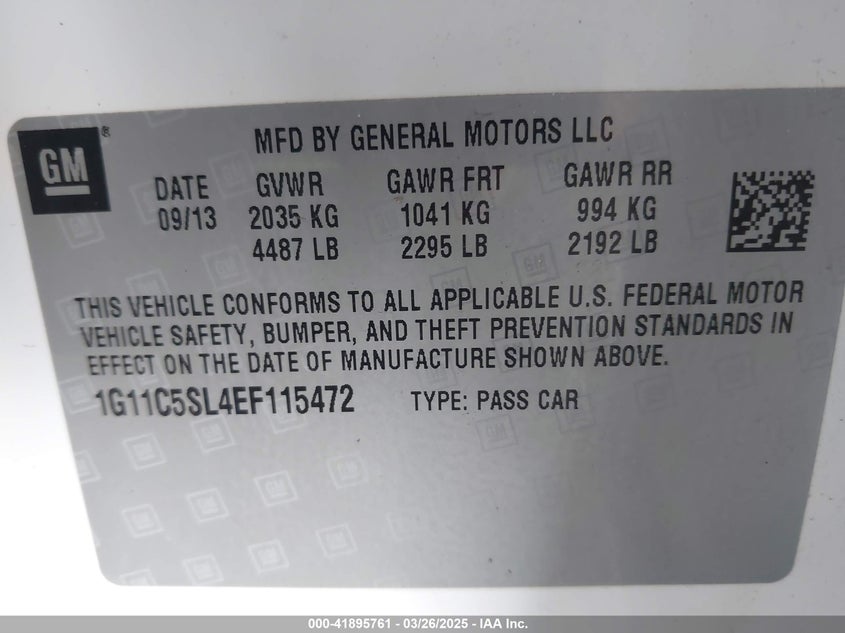 GM®
MFD BY GENERAL MOTORS LLC
DATE GVWR GAWR FRT GAWR RR
09/13 2035 KG 1041 KG 994 KG
4487 LB 2295 LB 2192 LB
THIS VEHICLE CONFORMS TO ALL APPLICABLE U.S. FEDERAL MOTOR
VEHICLE SAFETY, BUMPER, AND THEFT PREVENTION STANDARDS IN
EFFECT ON THE DATE OF MANUFACTURE SHOWN ABOVE.
1G11C5SL4EF115472 TYPE: PASS CAR
000-41895761 - 03/26/2025 - IAA Inc.